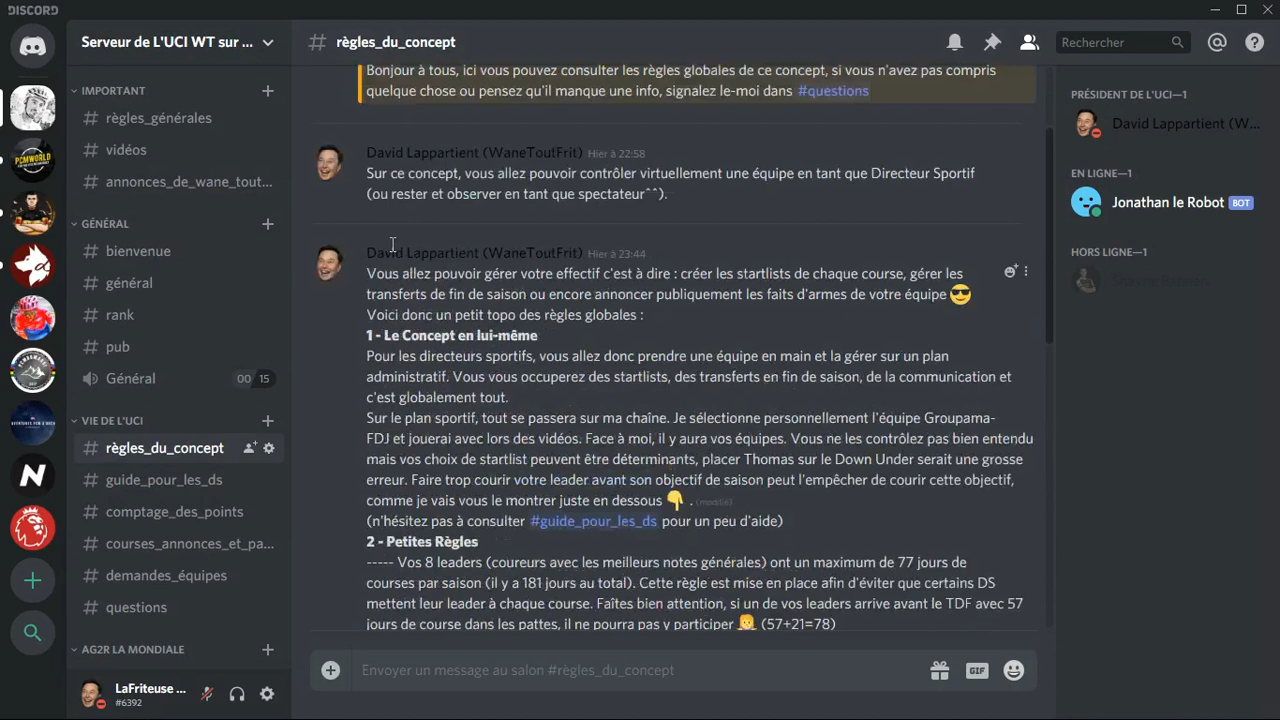 DISCORD
Serveur de L'UCI WT sur ...
IMPORTANT
règles_générales
vidéos
annonces_de_wane_tout...
GÉNÉRAL
bienvenue
général
rank
pub
Général 00 15
VIE DE L'UCI
règles_du_concept
guide_pour_les_ds
comptage_des_points
courses_annonces_et_pa...
demandes_équipes
questions
AG2R LA MONDIALE
LaFriteuse ...
#6392
PCMWORLD
N
# règles_du_concept
Rechercher
Bonjour à tous, ici vous pouvez consulter les règles globales de ce concept, si vous n'avez pas compris
quelque chose ou pensez qu'il manque une info, signalez le-moi dans #questions
David Lappartient (WaneToutFrit) Hier à 22:58
Sur ce concept, vous allez pouvoir contrôler virtuellement une équipe en tant que Directeur Sportif
(ou rester et observer en tant que spectateur^^).
David Lappartient (WaneToutFrit) Hier à 23:44
Vous allez pouvoir gérer votre effectif c'est à dire : créer les startlists de chaque course, gérer les
transferts de fin de saison ou encore annoncer publiquement les faits d'armes de votre équipe 😎
Voici donc un petit topo des règles globales :
1 - Le Concept en lui-même
Pour les directeurs sportifs, vous allez donc prendre une équipe en main et la gérer sur un plan
administratif. Vous vous occuperez des startlists, des transferts en fin de saison, de la communication et
c'est globalement tout.
Sur le plan sportif, tout se passera sur ma chaîne. Je sélectionne personnellement l'équipe Groupama-
FDJ et jouerai avec lors des vidéos. Face à moi, il y aura vos équipes. Vous ne les contrôlez pas bien entendu
mais vos choix de startlist peuvent être déterminants, placer Thomas sur le Down Under serait une grosse
erreur. Faire trop courir votre leader avant son objectif de saison peut l'empêcher de courir cette objectif,
comme je vais vous le montrer juste en dessous 👇 . (modifié)
(n'hésitez pas à consulter #guide_pour_les_ds pour un peu d'aide)
2 - Petites Règles
----- Vos 8 leaders (coureurs avec les meilleurs notes générales) ont un maximum de 77 jours de
courses par saison (il y a 181 jours au total). Cette règle est mise en place afin d'éviter que certains DS
mettent leur leader à chaque course. Faîtes bien attention, si un de vos leaders arrive avant le TDF avec 57
jours de course dans les pattes, il ne pourra pas y participer (57+21=78)
Envoyer un message au salon #règles_du_concept
GIF
PRÉSIDENT DE L'UCI—1
David Lappartient (W...
EN LIGNE—1
Jonathan le Robot BOT
HORS LIGNE—1